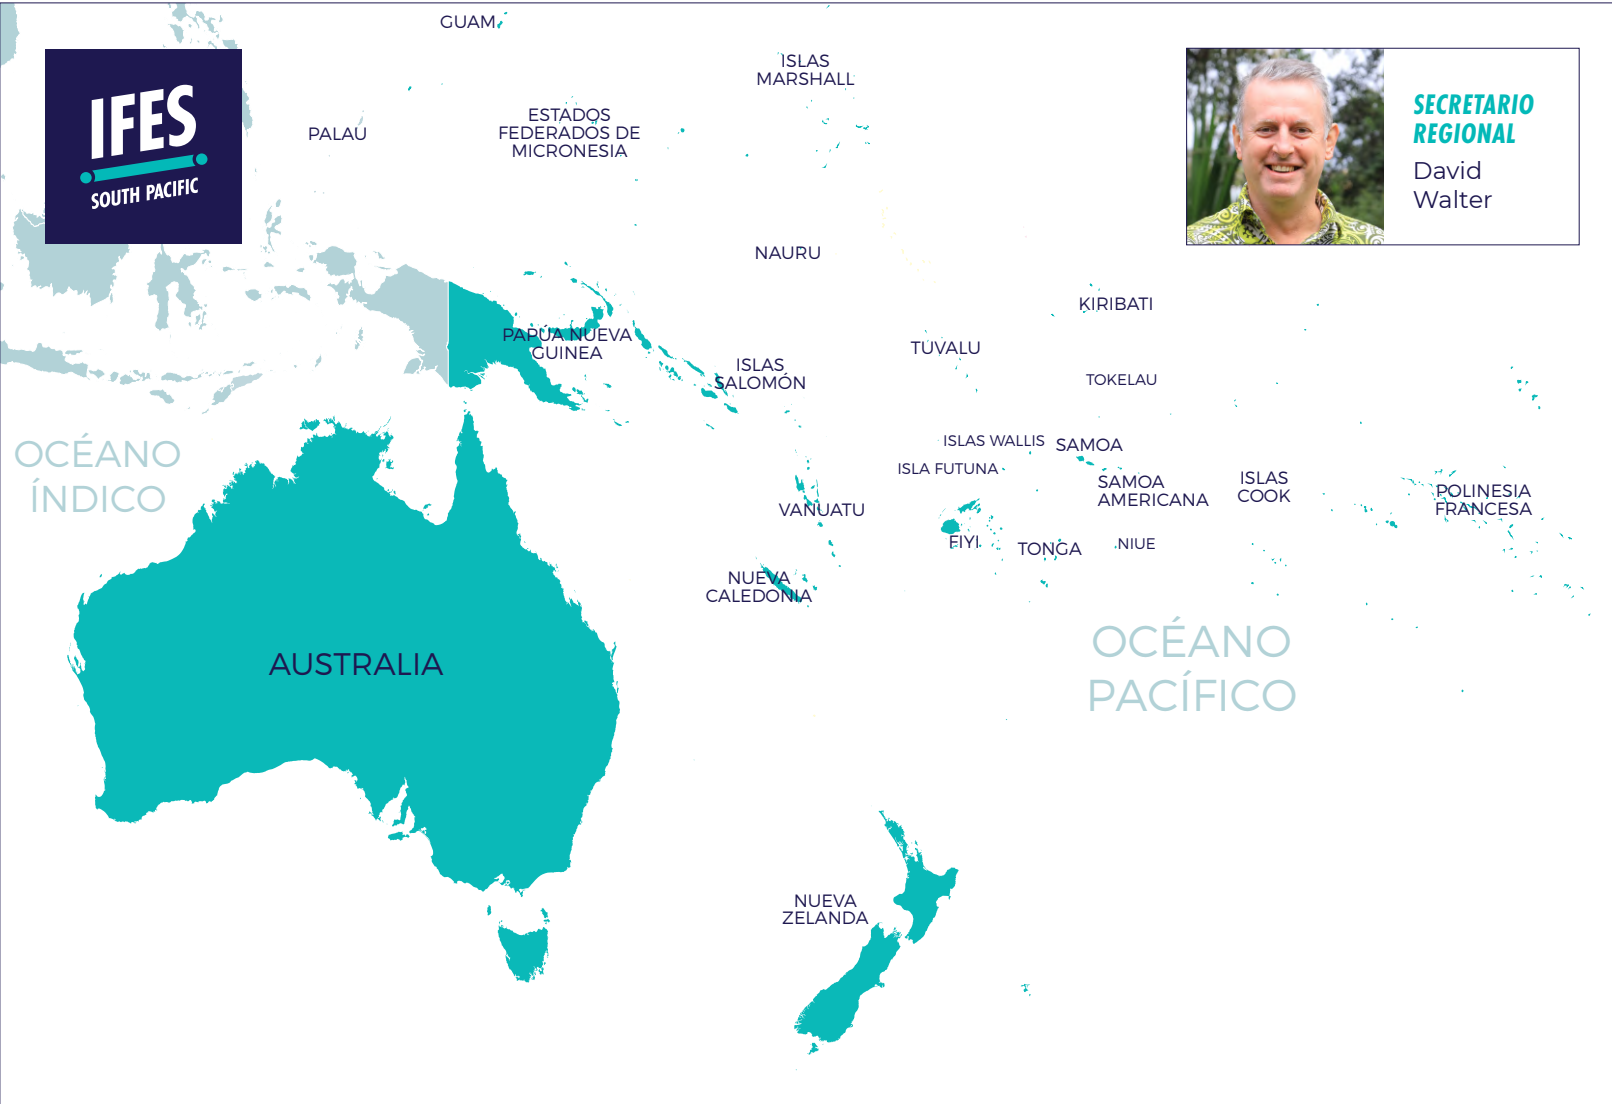 GUAM
IFES
SOUTH PACIFIC
ISLAS
MARSHALL
SECRETARIO
REGIONAL
David
Walter
PALAU
ESTADOS
FEDERADOS DE
MICRONESIA
NAURU
KIRIBATI
PAPÚA NUEVA
GUINEA
TUVALU
ISLAS
SALOMÓN
TOKELAU
OCÉANO
ÍNDICO
ISLAS WALLIS
SAMOA
ISLA FUTUNA
SAMOA
AMERICANA
ISLAS
COOK
POLINESIA
FRANCESA
VANUATU
FIYI
TONGA
NIUE
NUEVA
CALEDONIA
OCÉANO
PACÍFICO
AUSTRALIA
NUEVA
ZELANDA